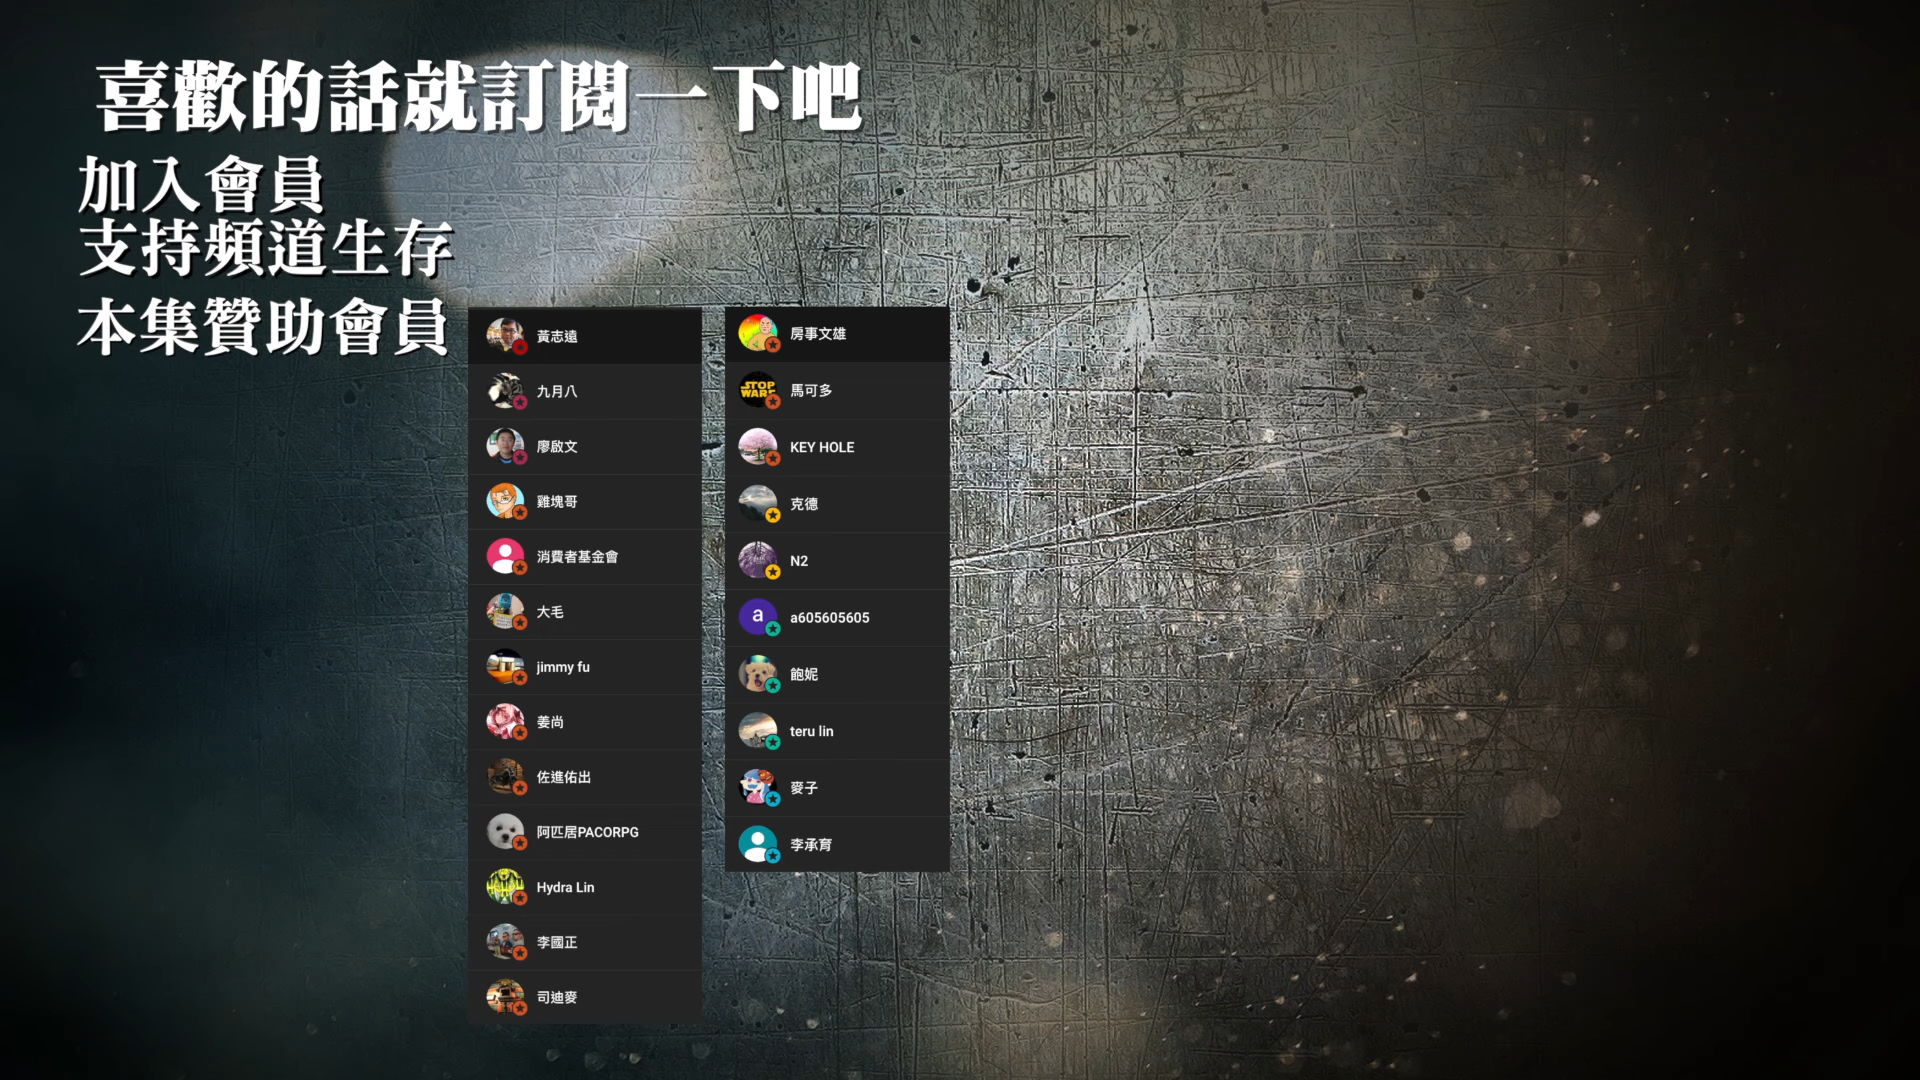 喜歡的話就訂閱一下吧
加入會員
支持頻道生存
本集贊助會員
黃志遠
九月八
廖啟文
雞塊哥
消費者基金會
大毛
jimmy fu
姜尚
佐進佑出
阿匹居PACORPG
Hydra Lin
李國正
司迪麥
房事文雄
STOP
WARS
馬可多
KEY HOLE
克德
N2
a
a605605605
飽妮
teru lin
麥子
李承育